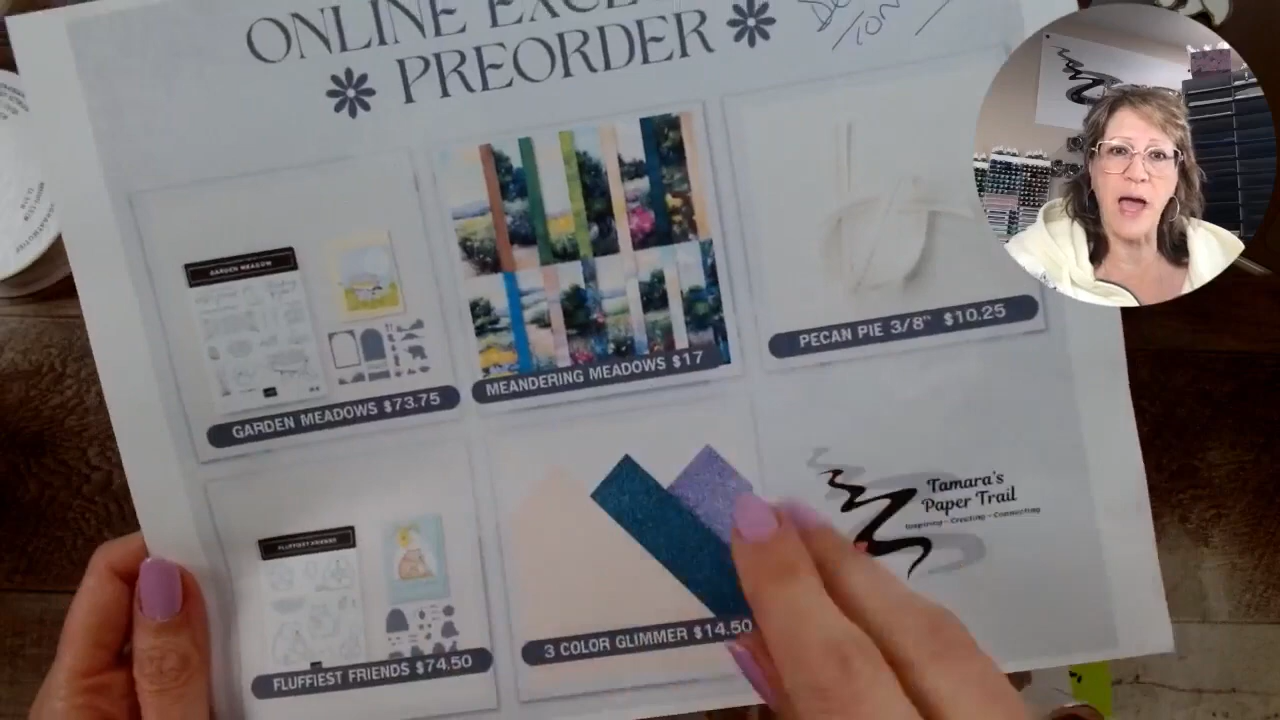 ONLINE
PREORDER
GARDEN MEADOW
GARDEN MEADOWS $73.75
MEANDERING MEADOWS $17
PECAN PIE 3/8" $10.25
FLUFFIEST FRIENDS
FLUFFIEST FRIENDS $74.50
3 COLOR GLIMMER $14.50
Tamara's
Paper Trail
Inspiring - Creating - Connecting